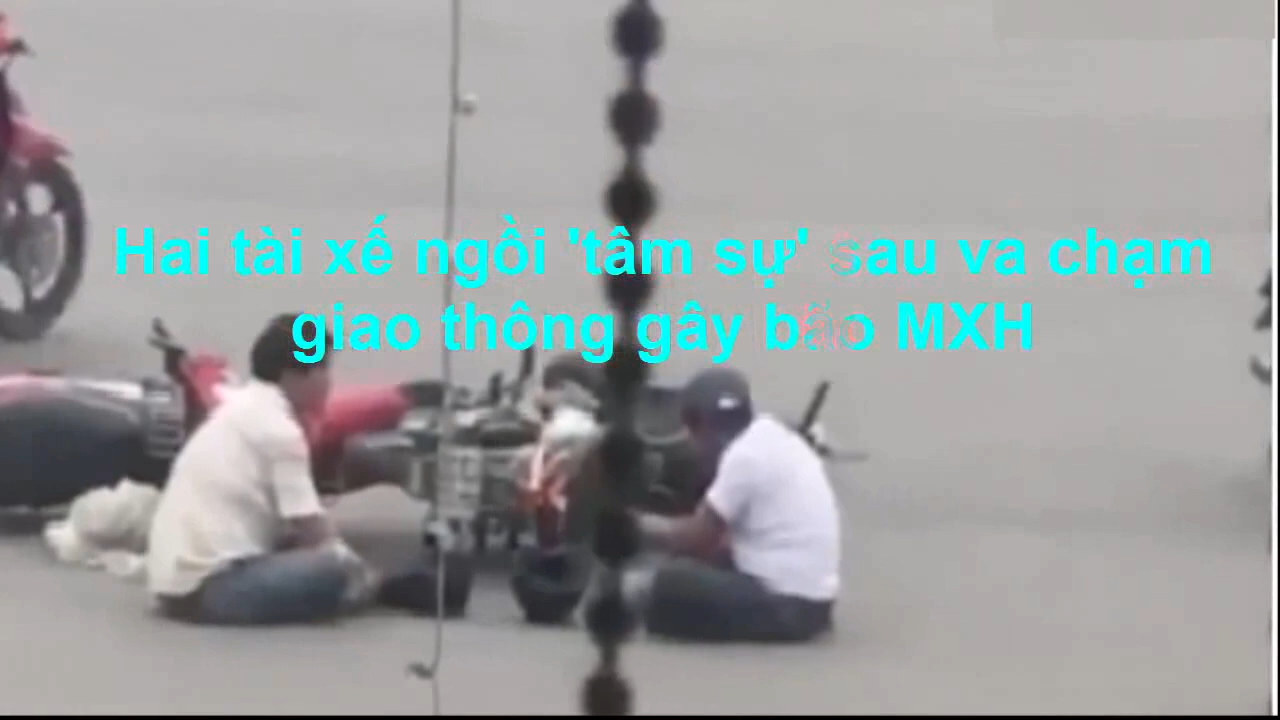 Hai tài xế ngồi 'tâm sự' sau va chạm
giao thông gây bão MXH